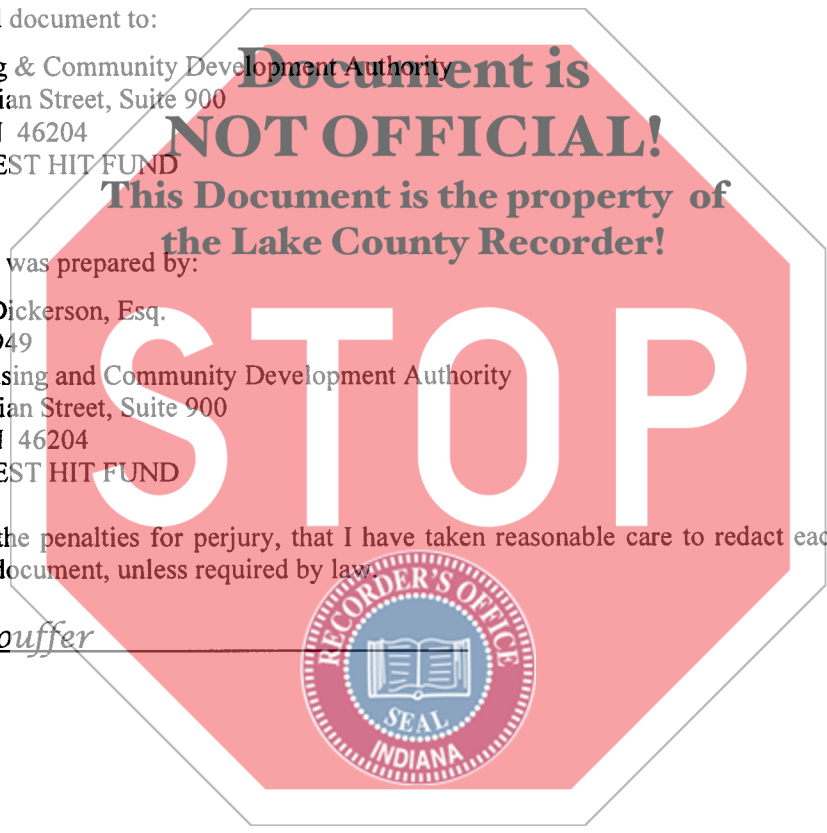 document to:
Document is
& Community Development Authority
ian Street, Suite 900
46204
NOT OFFICIAL!
EST HIT FUND
This Document is the property of
the Lake County Recorder!
was prepared by:
Dickerson, Esq.
949
sing and Community Development Authority
ian Street, Suite 900
46204
EST HIT FUND
STOP
the penalties for perjury, that I have taken reasonable care to redact eac
document, unless required by law.
ouffer
RECORDER'S OFFICE
SEAL
INDIANA